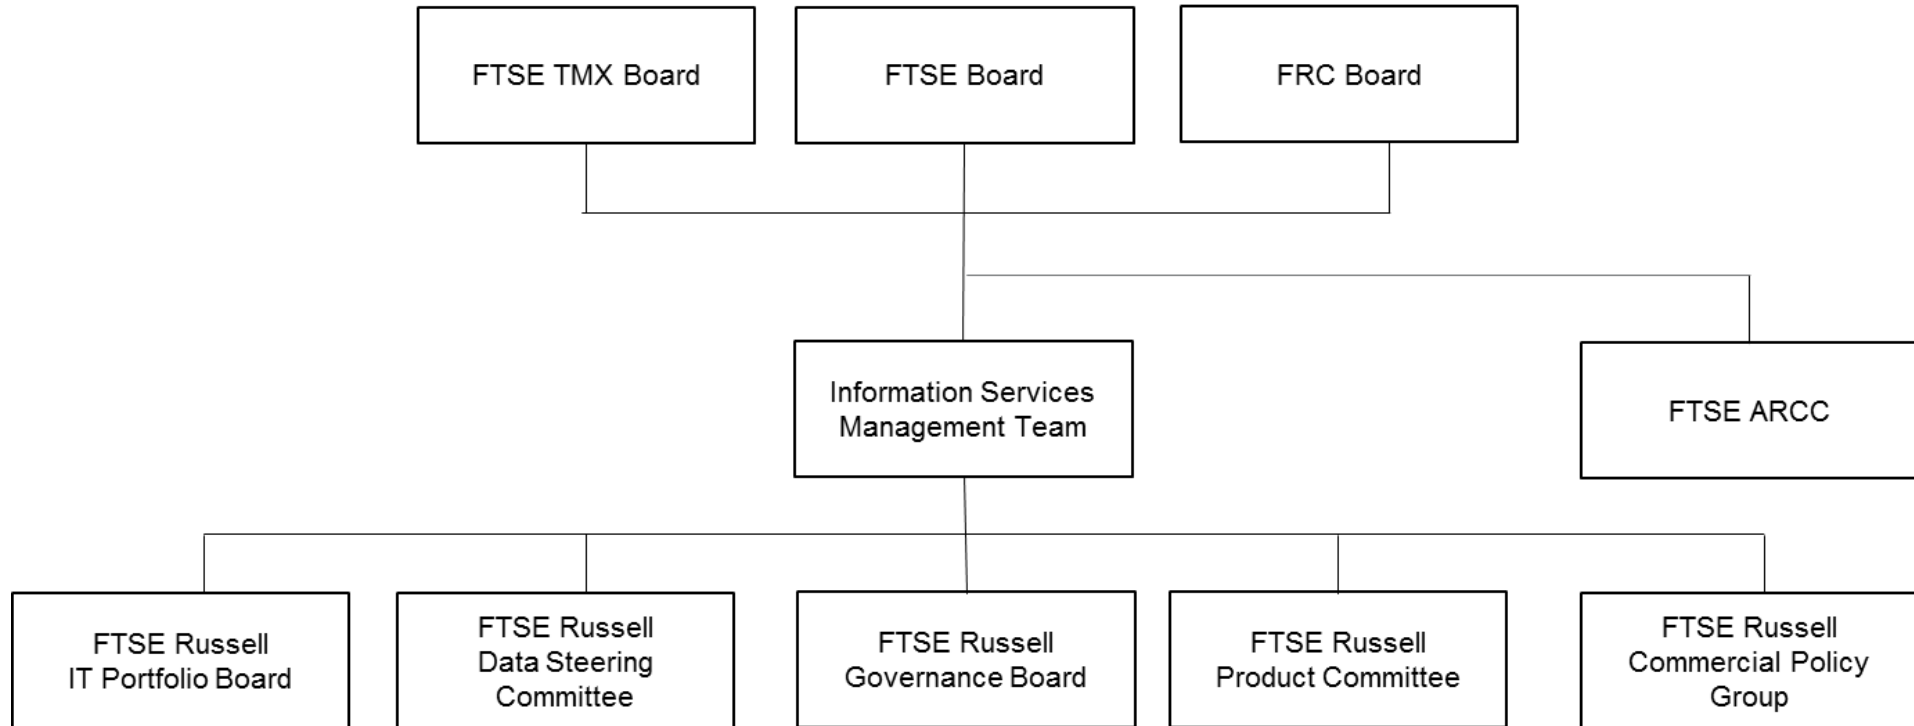 FTSE TMX Board
FTSE Board
FRC Board
Information Services
Management Team
FTSE ARCC
FTSE Russell
IT Portfolio Board
FTSE Russell
Data Steering
Committee
FTSE Russell
Governance Board
FTSE Russell
Product Committee
FTSE Russell
Commercial Policy
Group